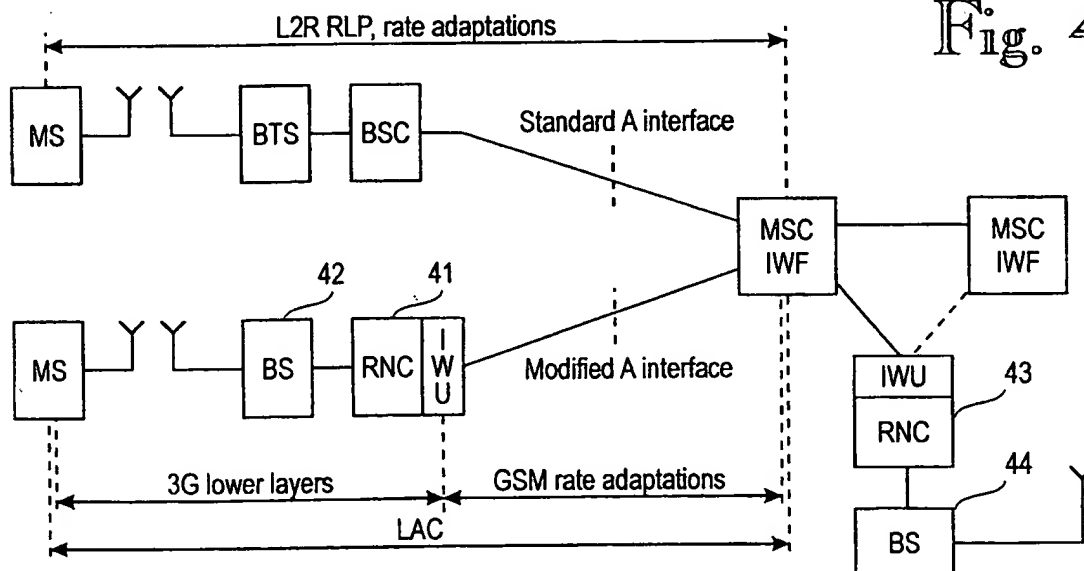 L2R RLP, rate adaptations
Fig. 4
MS
BTS
BSC
Standard A interface
MSC
IWF
MSC
IWF
42
41
MS
BS
RNC
I
W
U
Modified A interface
IWU
RNC
43
44
BS
3G lower layers
GSM rate adaptations
LAC